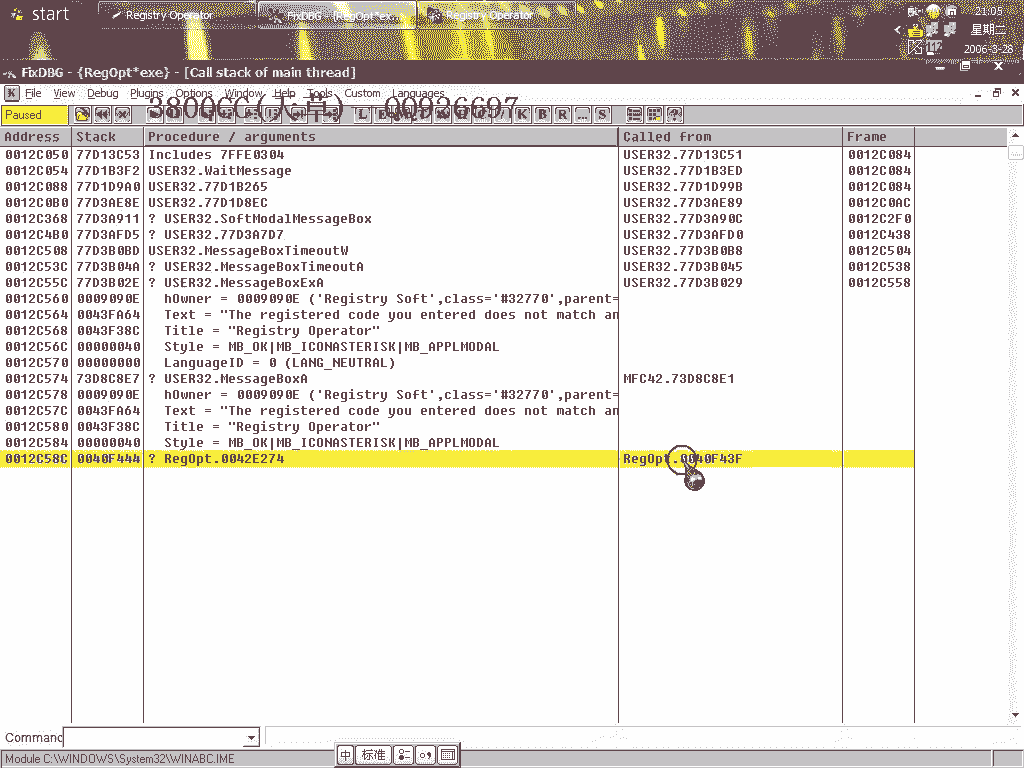 start
Registry Operator
FixDBG - {RegOpt*ex...
Registry Operator
21:05
星期二
2006-3-28
FixDBG - {RegOpt*exe} - [Call stack of main thread]
File View Debug Plugins Options Window Help Tools Custom Languages
3800CC(天草) 00936697
Paused
K B R ... S
Address Stack Procedure / arguments Called from Frame
0012C050 77D13C53 Includes 7FFE0304 USER32.77D13C51 0012C084
0012C054 77D1B3F2 USER32.WaitMessage USER32.77D1B3ED 0012C084
0012C088 77D1D9A0 USER32.77D1B265 USER32.77D1D99B 0012C084
0012C0B0 77D3AE8E USER32.77D1D8EC USER32.77D3AE89 0012C0AC
0012C368 77D3A911 ? USER32.SoftModalMessageBox USER32.77D3A90C 0012C2F0
0012C4B0 77D3AFD5 ? USER32.77D3A7D7 USER32.77D3AFD0 0012C438
0012C508 77D3B0BD USER32.MessageBoxTimeoutW USER32.77D3B0B8 0012C504
0012C53C 77D3B04A ? USER32.MessageBoxTimeoutA USER32.77D3B045 0012C538
0012C55C 77D3B02E ? USER32.MessageBoxExA USER32.77D3B029 0012C558
0012C560 0009090E hOwner = 0009090E ('Registry Soft',class='#32770',parent=
0012C564 0043FA64 Text = "The registered code you entered does not match an
0012C568 0043F38C Title = "Registry Operator"
0012C56C 00000040 Style = MB_OK|MB_ICONASTERISK|MB_APPLMODAL
0012C570 00000000 LanguageID = 0 (LANG_NEUTRAL)
0012C574 73D8C8E7 ? USER32.MessageBoxA MFC42.73D8C8E1
0012C578 0009090E hOwner = 0009090E ('Registry Soft',class='#32770',parent=
0012C57C 0043FA64 Text = "The registered code you entered does not match an
0012C580 0043F38C Title = "Registry Operator"
0012C584 00000040 Style = MB_OK|MB_ICONASTERISK|MB_APPLMODAL
0012C58C 0040F444 ? RegOpt.0042E274 RegOpt.0040F43F
Command
中 标准
Module C:\WINDOWS\System32\WINABC.IME